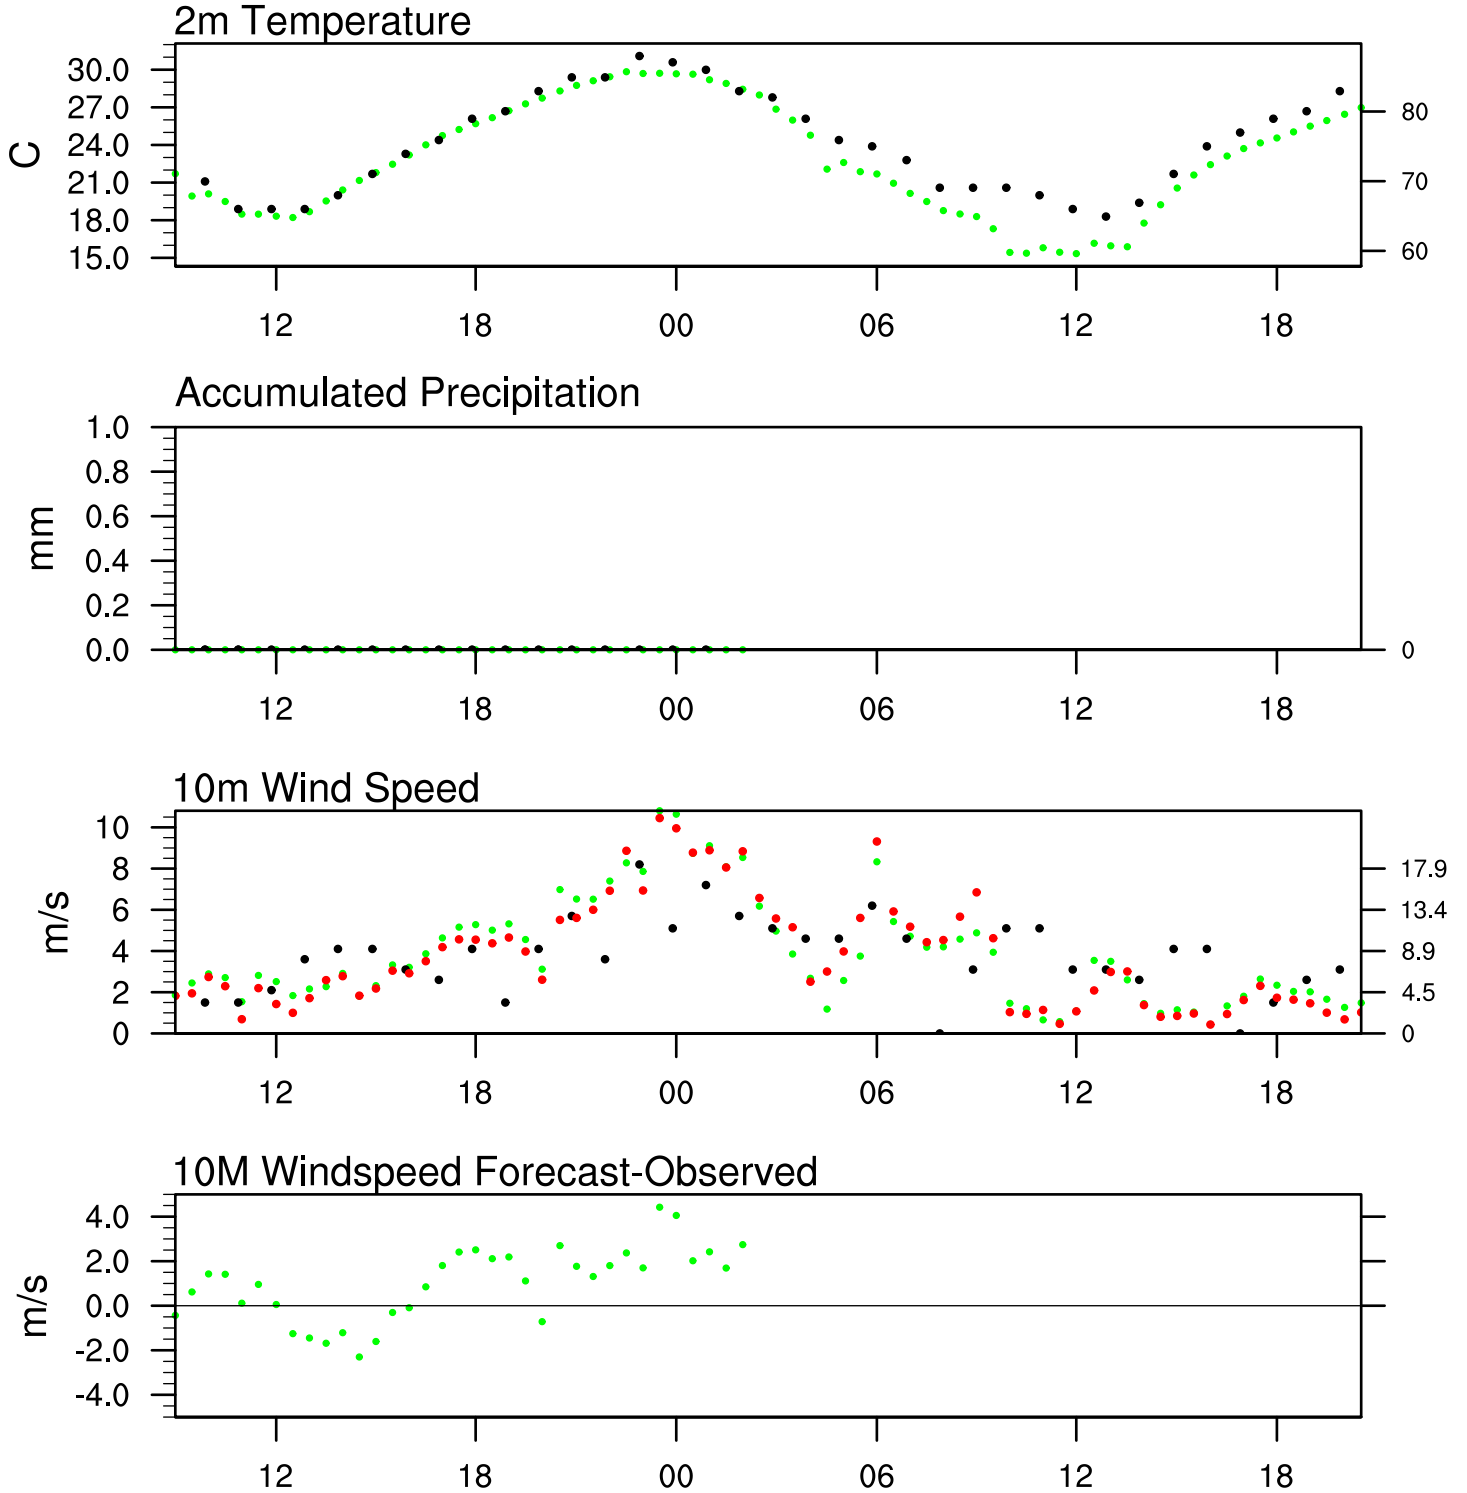 2m Temperature
30.0
27.0
24.0
21.0
18.0
15.0
C
80
70
60
12 18 00 06 12 18
Accumulated Precipitation
1.0
0.8
0.6
0.4
0.2
0.0
mm
0
12 18 00 06 12 18
10m Wind Speed
10
8
6
4
2
0
m/s
17.9
13.4
8.9
4.5
0
12 18 00 06 12 18
10M Windspeed Forecast-Observed
4.0
2.0
0.0
-2.0
-4.0
m/s
12 18 00 06 12 18